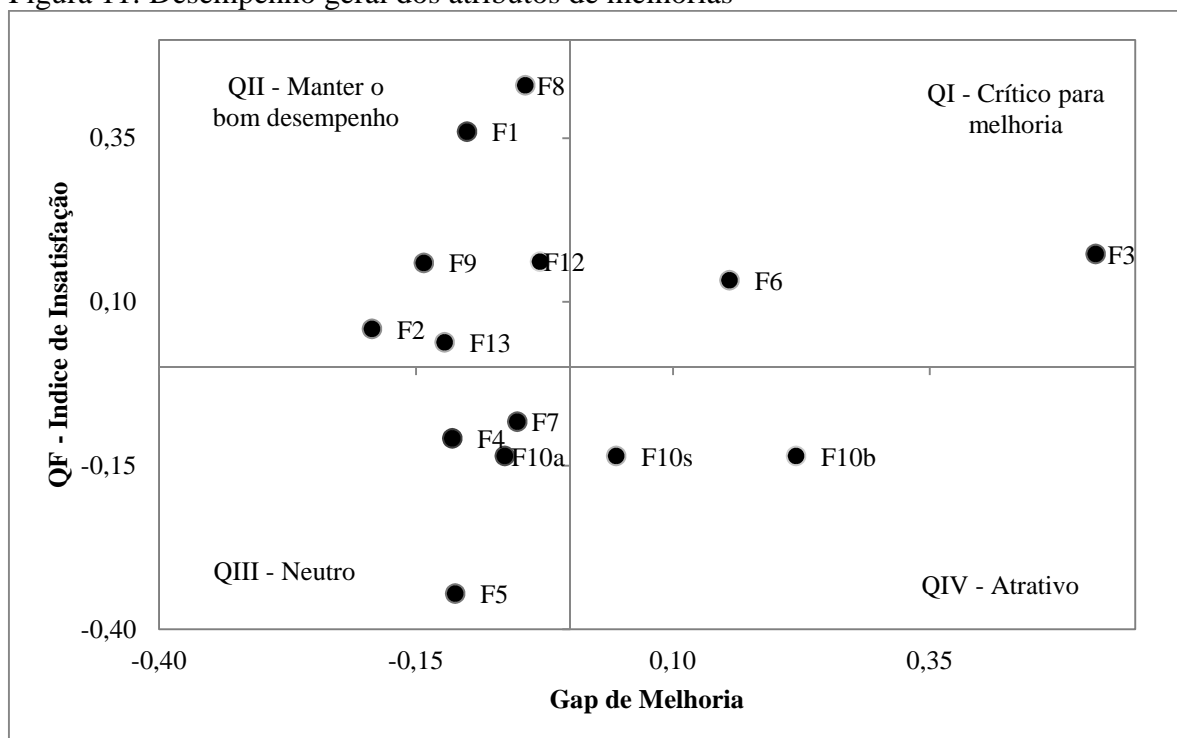 Figura 11: Desempenho geral dos atributos de melhorias
QII - Manter o
bom desempenho
F8
QI - Crítico para
melhoria
0,35
F1
F9
F12
F3
F6
0,10
F2
F13
QF - Indice de Insatisfação
F7
F4
F10a
F10s
F10b
-0,15
QIII - Neutro
F5
QIV - Atrativo
-0,40
-0,40
-0,15
0,10
0,35
Gap de Melhoria